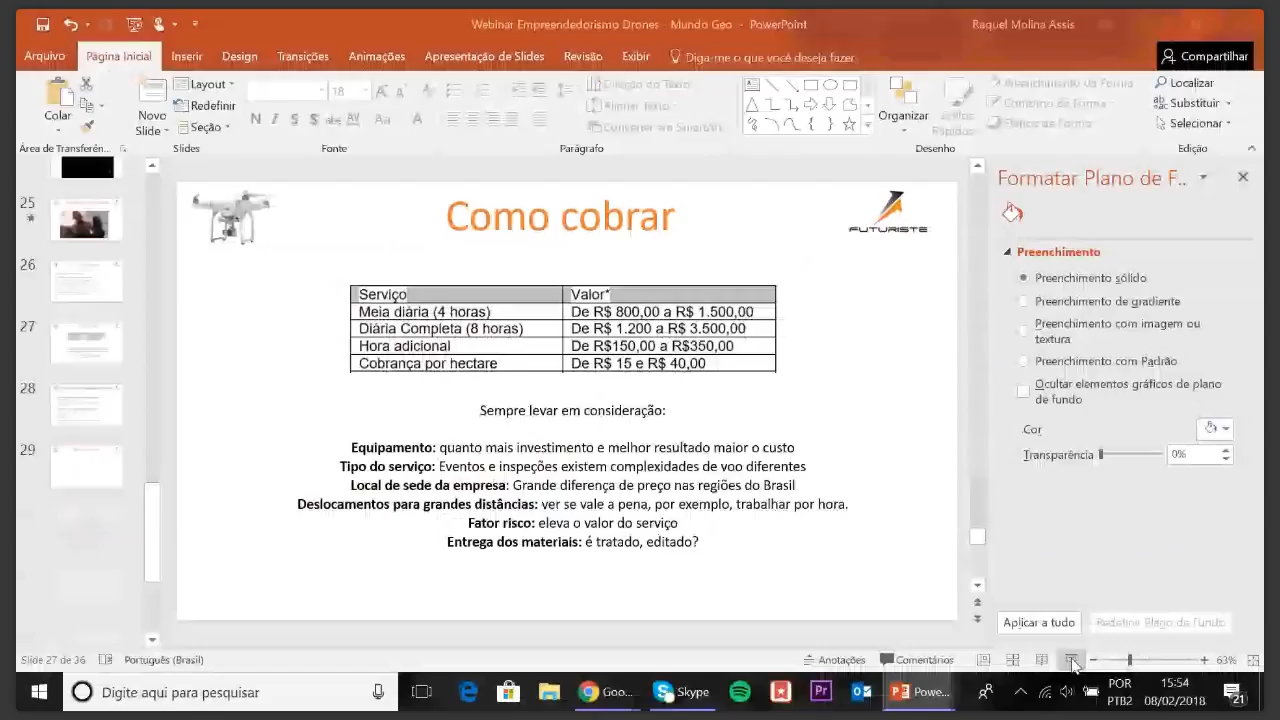 Webinar Empreendedorismo Drones - Mundo Geo - PowerPoint
Raquel Molina Assis
Arquivo
Página Inicial
Inserir
Design
Transições
Animações
Apresentação de Slides
Revisão
Exibir
Diga-me o que você deseja fazer
Compartilhar
Colar
Novo
Slide
Layout
Redefinir
Seção
18
Organizar
Localizar
Substituir
Selecionar
Área de Transferên...
Slides
Fonte
Parágrafo
Desenho
Edição
25
26
27
28
29
Como cobrar
FUTURISTE
Serviço Valor*
Meia diária (4 horas) De R$ 800,00 a R$ 1.500,00
Diária Completa (8 horas) De R$ 1.200 a R$ 3.500,00
Hora adicional De R$150,00 a R$350,00
Cobrança por hectare De R$ 15 e R$ 40,00
Sempre levar em consideração:
Equipamento: quanto mais investimento e melhor resultado maior o custo
Tipo do serviço: Eventos e inspeções existem complexidades de voo diferentes
Local de sede da empresa: Grande diferença de preço nas regiões do Brasil
Deslocamentos para grandes distâncias: ver se vale a pena, por exemplo, trabalhar por hora.
Fator risco: eleva o valor do serviço
Entrega dos materiais: é tratado, editado?
Formatar Plano de F...
Preenchimento
Preenchimento sólido
Preenchimento de gradiente
Preenchimento com imagem ou
textura
Preenchimento com Padrão
Ocultar elementos gráficos de plano
de fundo
Cor
Transparência
0%
Aplicar a tudo
Redefinir Plano de Fundo
Slide 27 de 36
Português (Brasil)
Anotações
Comentários
63%
Digite aqui para pesquisar
Goo...
Skype
Powe...
POR
PTB2
15:54
08/02/2018
21